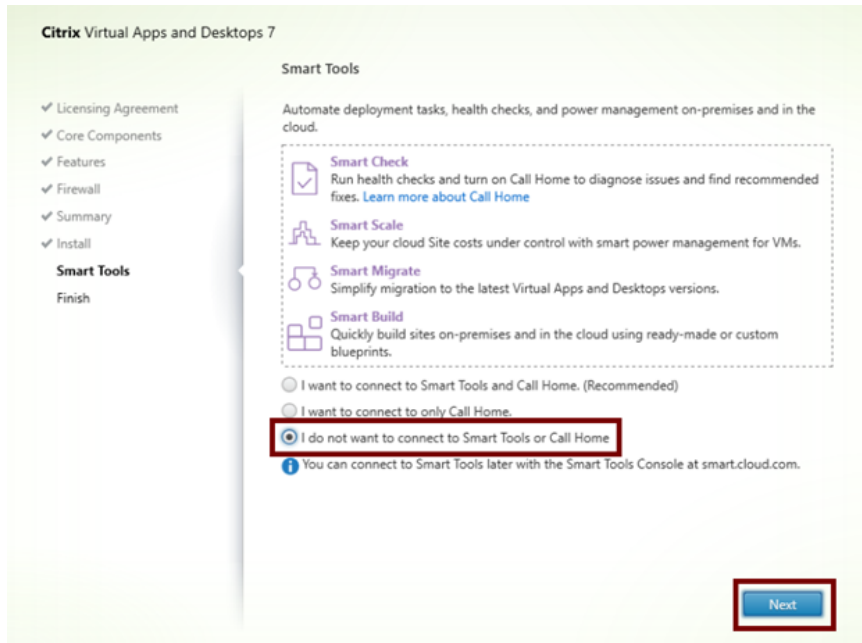 Citrix Virtual Apps and Desktops 7
Smart Tools
Licensing Agreement
Core Components
Features
Firewall
Summary
Install
Smart Tools
Finish
Automate deployment tasks, health checks, and power management on-premises and in the
cloud.
Smart Check
Run health checks and turn on Call Home to diagnose issues and find recommended
fixes. Learn more about Call Home
Smart Scale
Keep your cloud Site costs under control with smart power management for VMs.
Smart Migrate
Simplify migration to the latest Virtual Apps and Desktops versions.
Smart Build
Quickly build sites on-premises and in the cloud using ready-made or custom
blueprints.
I want to connect to Smart Tools and Call Home. (Recommended)
I want to connect to only Call Home.
I do not want to connect to Smart Tools or Call Home
You can connect to Smart Tools later with the Smart Tools Console at smart.cloud.com.
Next